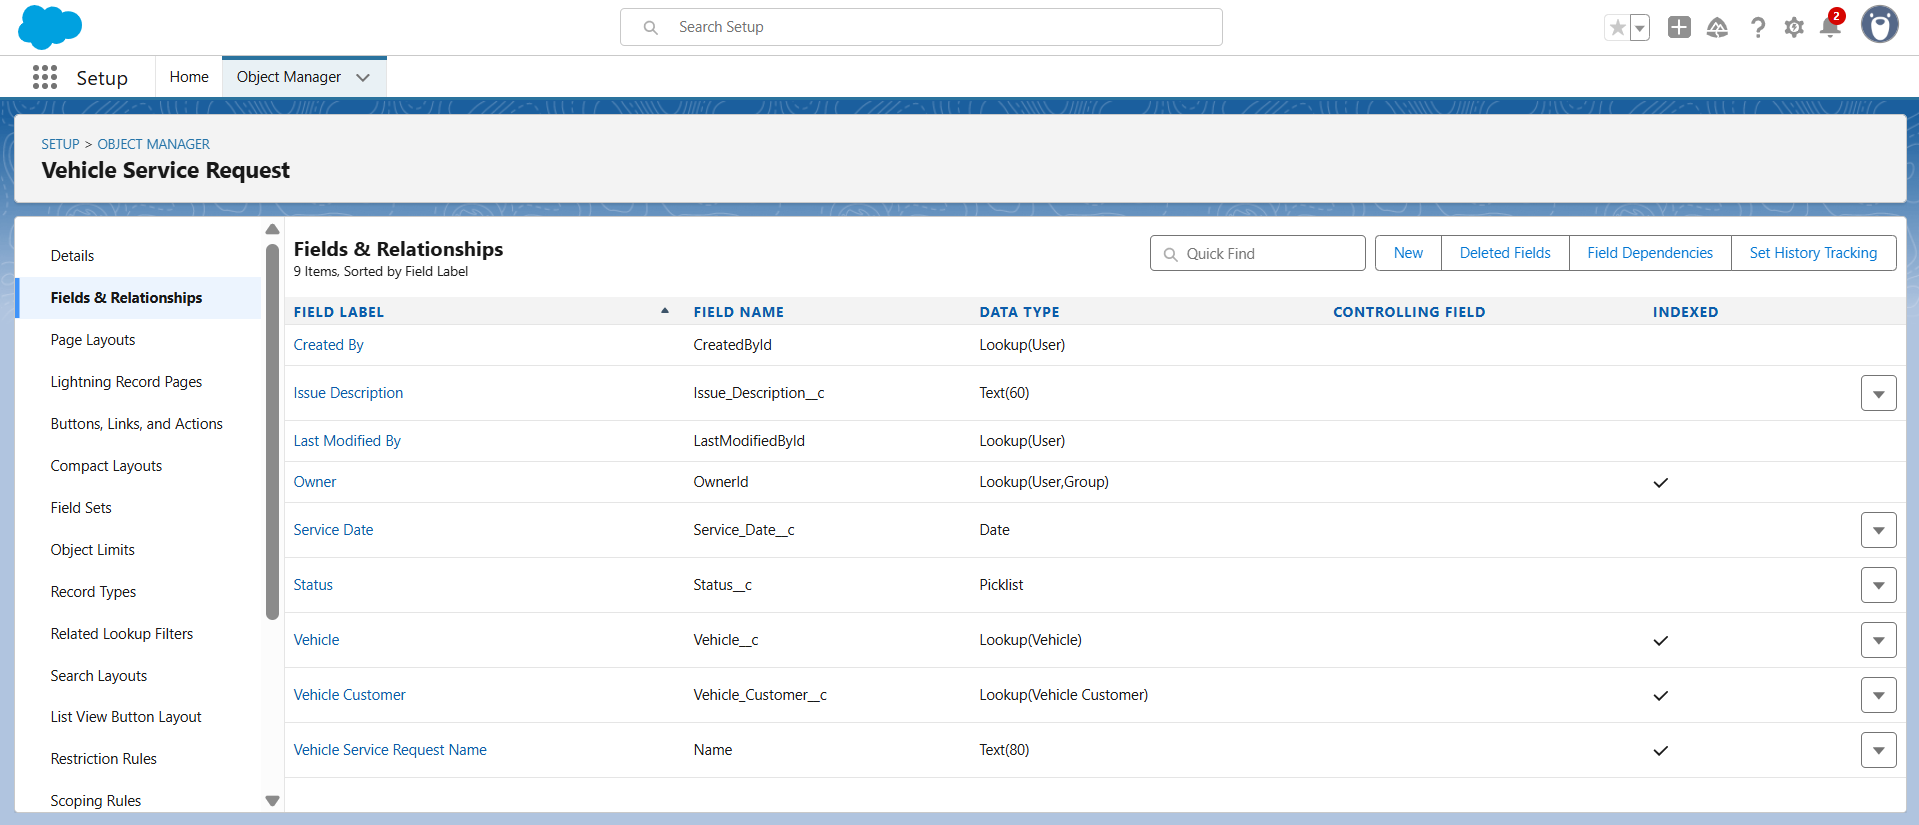 Search Setup
2
Setup
Home
Object Manager
SETUP > OBJECT MANAGER
Vehicle Service Request
Details
Fields & Relationships
Page Layouts
Lightning Record Pages
Buttons, Links, and Actions
Compact Layouts
Field Sets
Object Limits
Record Types
Related Lookup Filters
Search Layouts
List View Button Layout
Restriction Rules
Scoping Rules
Fields & Relationships
9 Items, Sorted by Field Label
Quick Find
New
Deleted Fields
Field Dependencies
Set History Tracking
FIELD LABEL FIELD NAME DATA TYPE CONTROLLING FIELD INDEXED
Created By CreatedById Lookup(User)
Issue Description Issue_Description__c Text(60)
Last Modified By LastModifiedById Lookup(User)
Owner OwnerId Lookup(User,Group)
Service Date Service_Date__c Date
Status Status__c Picklist
Vehicle Vehicle__c Lookup(Vehicle)
Vehicle Customer Vehicle_Customer__c Lookup(Vehicle Customer)
Vehicle Service Request Name Name Text(80)